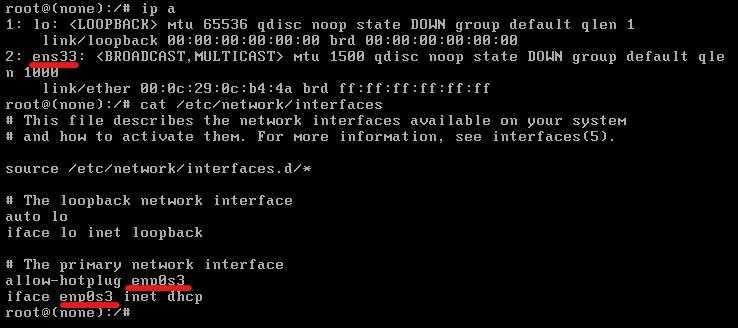 root@(none):/# ip a
1: lo: <LOOPBACK> mtu 65536 qdisc noop state DOWN group default qlen 1
    link/loopback 00:00:00:00:00:00 brd 00:00:00:00:00:00
2: ens33: <BROADCAST,MULTICAST> mtu 1500 qdisc noop state DOWN group default qle
n 1000
    link/ether 00:0c:29:0c:b4:4a brd ff:ff:ff:ff:ff:ff
root@(none):/# cat /etc/network/interfaces
# This file describes the network interfaces available on your system
# and how to activate them. For more information, see interfaces(5).

source /etc/network/interfaces.d/*

# The loopback network interface
auto lo
iface lo inet loopback

# The primary network interface
allow-hotplug enp0s3
iface enp0s3 inet dhcp
root@(none):/#